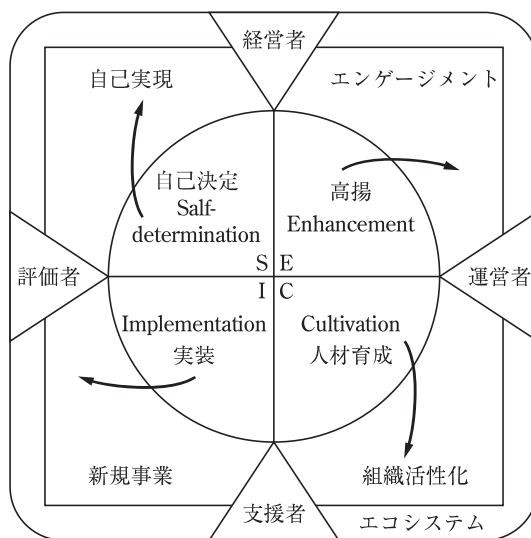 経営者
自己実現
エンゲージメント
自己決定
Salf-
determination
高揚
Enhancement
S E
評価者
運営者
I C
Implementation
実装
Cultivation
人材育成
新規事業
組織活性化
支援者
エコシステム